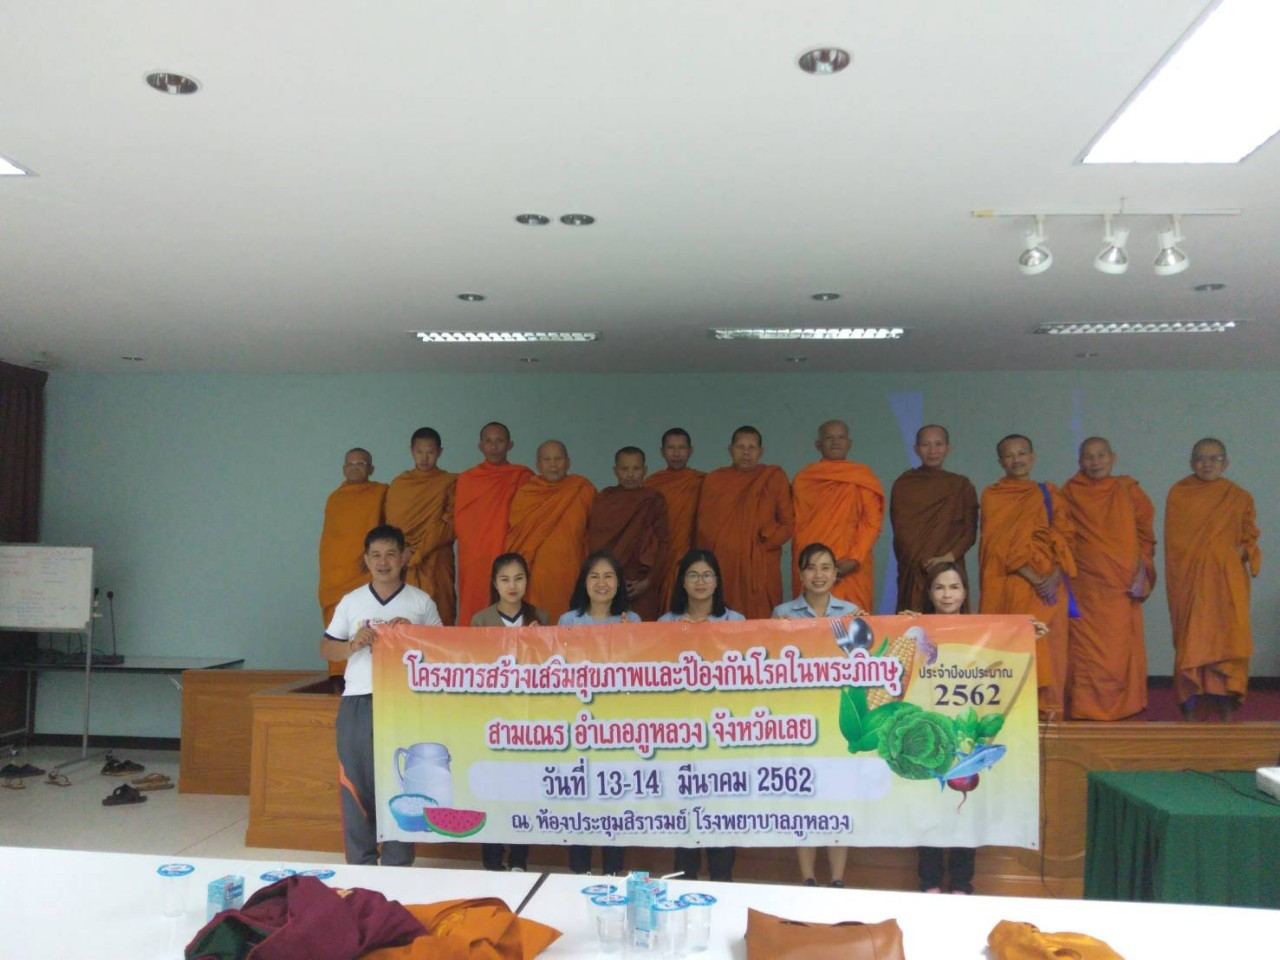 โครงการสร้างเสริมสุขภาพและป้องกันโรคในพระภิกษุ
สามเณร อำเภอภูหลวง จังหวัดเลย
วันที่ 13-14 มีนาคม 2562
ณ ห้องประชุมสิรารมย์ โรงพยาบาลภูหลวง
ประจำปีงบประมาณ
2562